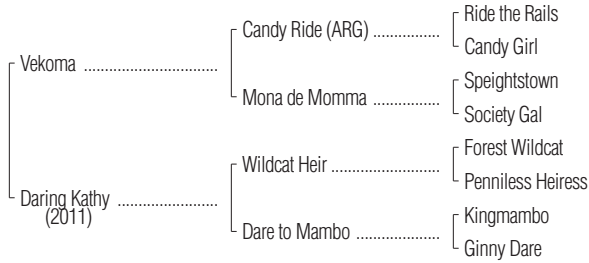 Ride the Rails
Candy Ride (ARG) ................
Candy Girl
Vekoma ................................
Speightstown
Mona de Momma ................
Society Gal
Forest Wildcat
Wildcat Heir ..........................
Penniless Heiress
Daring Kathy ........................
(2011)
Kingmambo
Dare to Mambo ....................
Ginny Dare